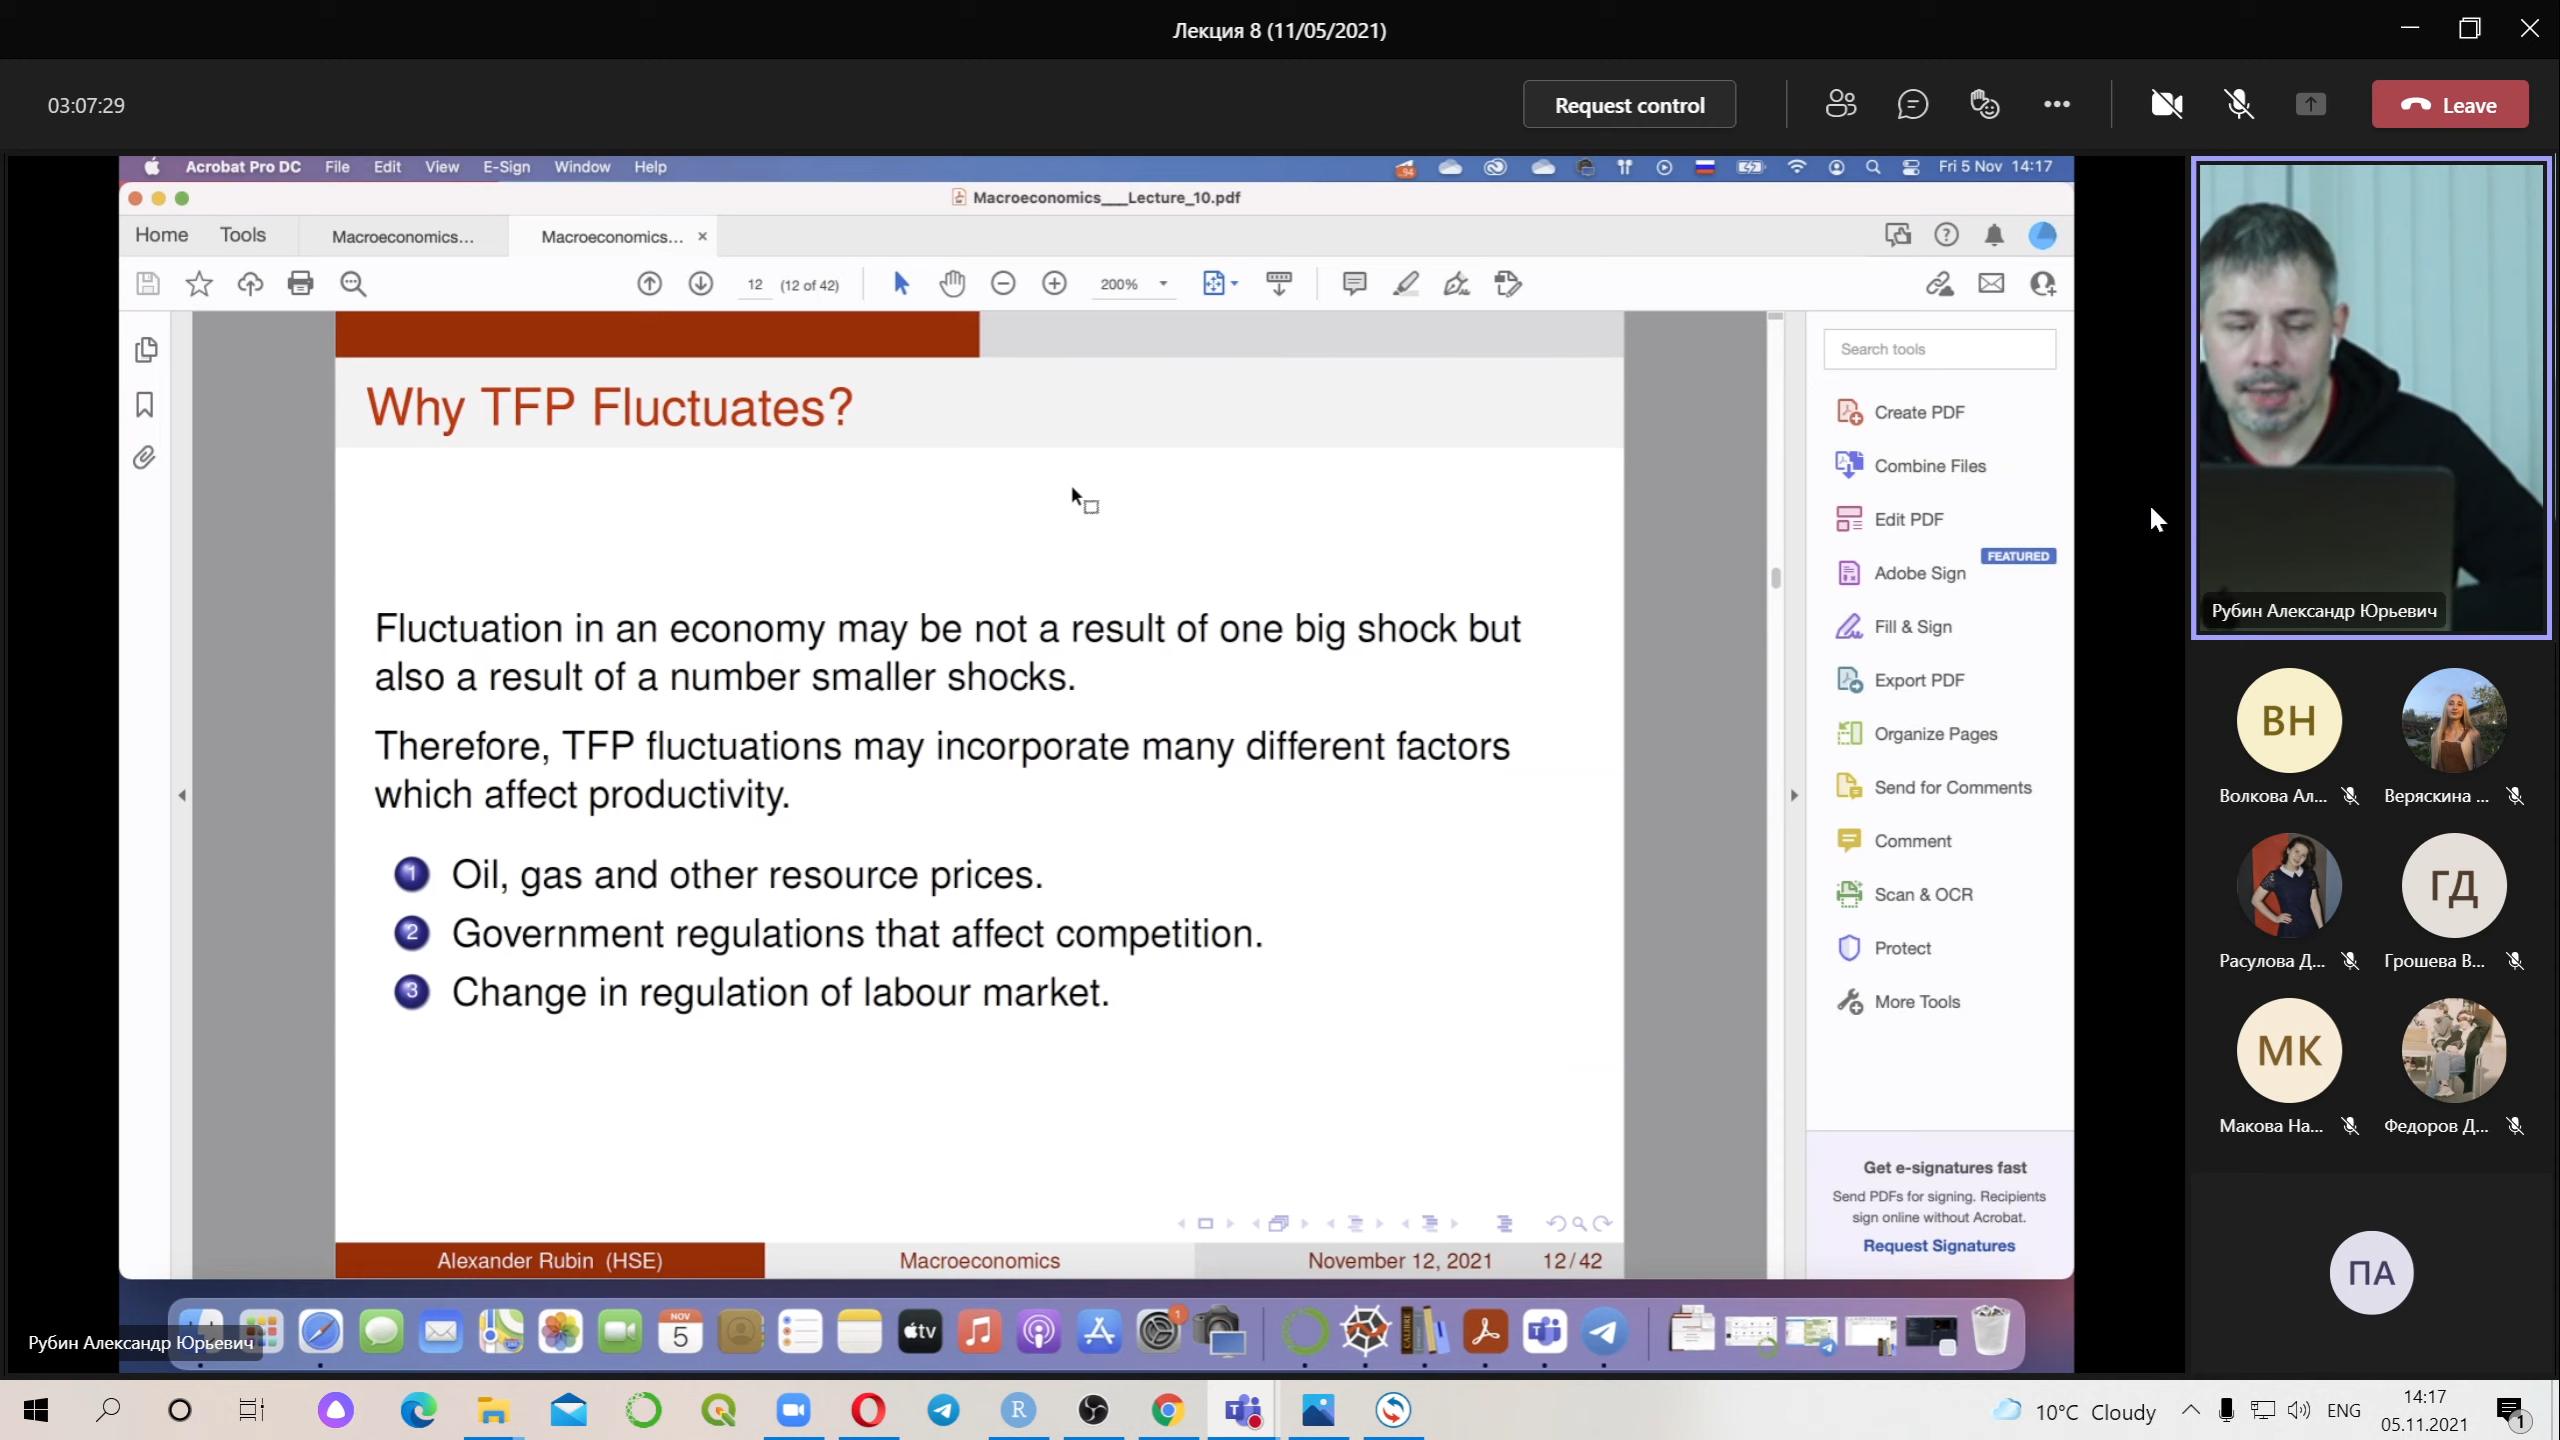 Лекция 8 (11/05/2021)
03:07:29
Request control
Leave
Acrobat Pro DC File Edit View E-Sign Window Help
94
Fri 5 Nov 14:17
Macroeconomics___Lecture_10.pdf
Home Tools Macroeconomics... Macroeconomics... ×
12 (12 of 42) 200%
Why TFP Fluctuates?
Fluctuation in an economy may be not a result of one big shock but
also a result of a number smaller shocks.
Therefore, TFP fluctuations may incorporate many different factors
which affect productivity.
1 Oil, gas and other resource prices.
2 Government regulations that affect competition.
3 Change in regulation of labour market.
Alexander Rubin (HSE) Macroeconomics November 12, 2021 12/42
Search tools
Create PDF
Combine Files
Edit PDF
FEATURED
Adobe Sign
Fill & Sign
Export PDF
Organize Pages
Send for Comments
Comment
Scan & OCR
Protect
More Tools
Get e-signatures fast
Send PDFs for signing. Recipients
sign online without Acrobat.
Request Signatures
Рубин Александр Юрьевич
ВН
Волкова Ал... Веряскина ...
ГД
Расулова Д... Грошева В...
МК
Макова На... Федоров Д...
ПА
NOV
5
tv
1
CALIBRE
Рубин Александр Юрьевич
R
T
10°C Cloudy
ENG
14:17
05.11.2021
1